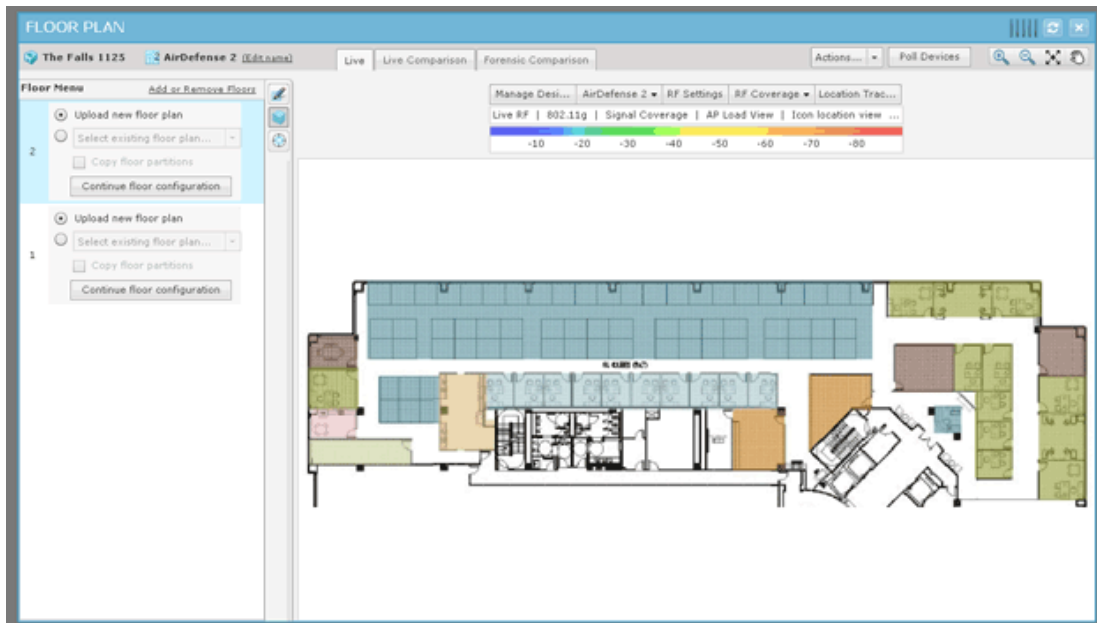 FLOOR PLAN
The Falls 1125 AirDefense 2 (Edit name) Live Live Comparison Forensic Comparison Actions... Poll Devices
Floor Menu Add or Remove Floors
Manage Desi... AirDefense 2 RF Settings RF Coverage Location Trac...
Live RF | 802.11g | Signal Coverage | AP Load View | Icon location view ...
-10 -20 -30 -40 -50 -60 -70 -80
2
Upload new floor plan
Select existing floor plan...
Copy floor partitions
Continue floor configuration
1
Upload new floor plan
Select existing floor plan...
Copy floor partitions
Continue floor configuration